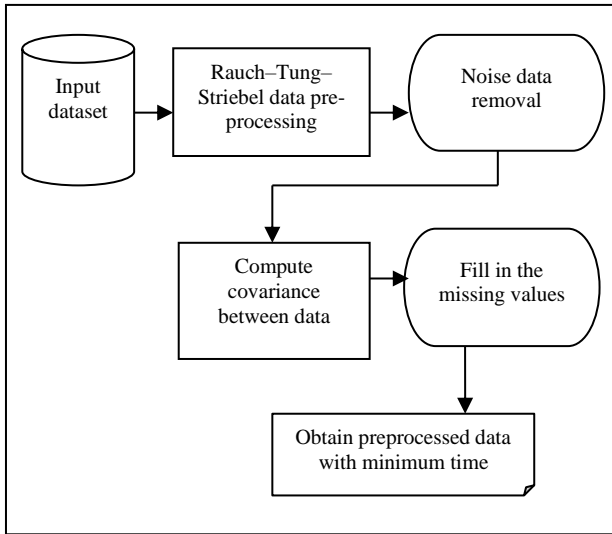 Input
dataset
Rauch–Tung–
Striebel data pre-
processing
Noise data
removal
Compute
covariance
between data
Fill in the
missing values
Obtain preprocessed data
with minimum time